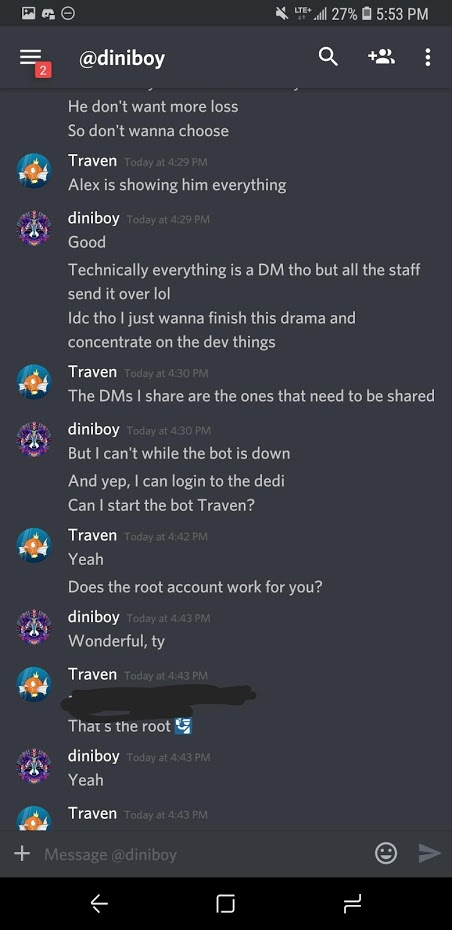 LTE+ 27% 5:53 PM
2
@diniboy
He don't want more loss
So don't wanna choose
Traven Today at 4:29 PM
Alex is showing him everything
diniboy Today at 4:29 PM
Good
Technically everything is a DM tho but all the staff
send it over lol
Idc tho I just wanna finish this drama and
concentrate on the dev things
Traven Today at 4:30 PM
The DMs I share are the ones that need to be shared
diniboy Today at 4:30 PM
But I can't while the bot is down
And yep, I can login to the dedi
Can I start the bot Traven?
Traven Today at 4:42 PM
Yeah
Does the root account work for you?
diniboy Today at 4:43 PM
Wonderful, ty
Traven Today at 4:43 PM
That s the root
diniboy Today at 4:43 PM
Yeah
Traven Today at 4:43 PM
Message @diniboy